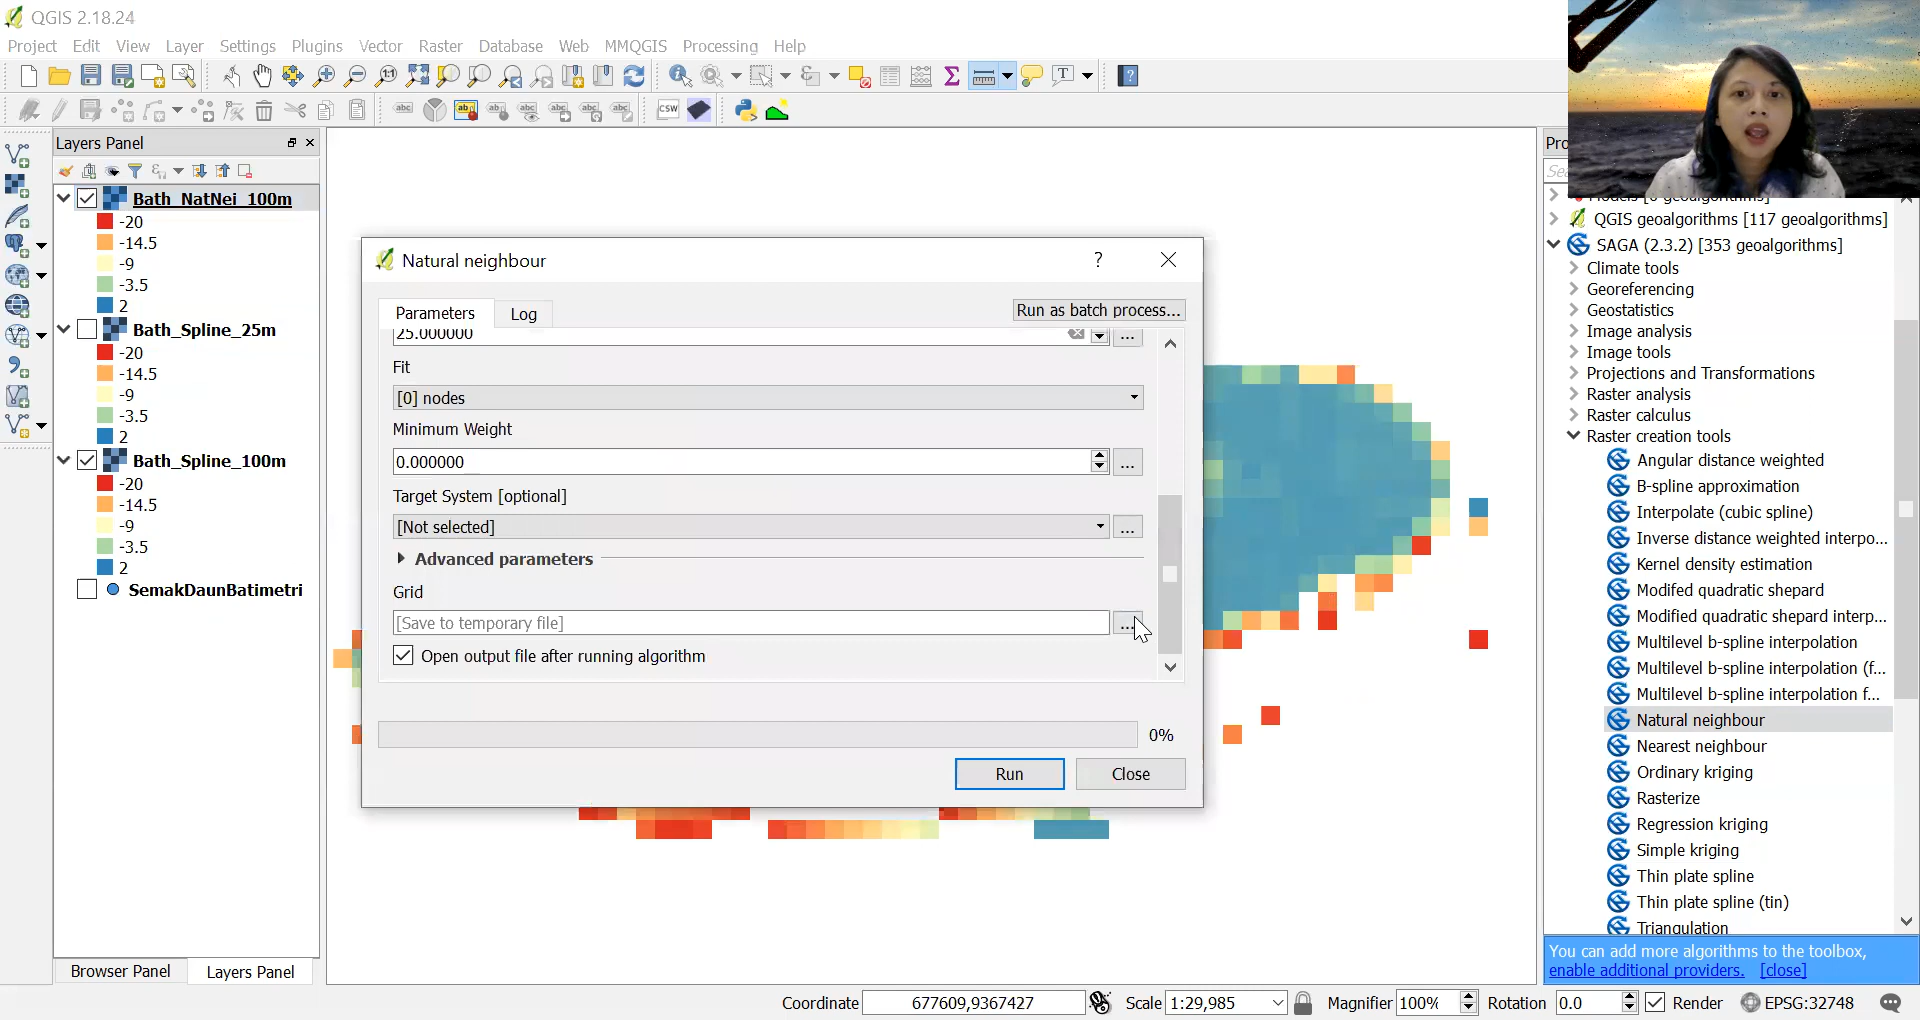 QGIS 2.18.24
Project Edit View Layer Settings Plugins Vector Raster Database Web MMQGIS Processing Help
Layers Panel
Bath_NatNei_100m
-20
-14.5
-9
-3.5
2
Bath_Spline_25m
-20
-14.5
-9
-3.5
2
Bath_Spline_100m
-20
-14.5
-9
-3.5
2
SemakDaunBatimetri
Browser Panel Layers Panel
Natural neighbour
Parameters Log Run as batch process...
25.000000
Fit
[0] nodes
Minimum Weight
0.000000
Target System [optional]
[Not selected]
Advanced parameters
Grid
[Save to temporary file]
Open output file after running algorithm
0%
Run Close
QGIS geoalgorithms [117 geoalgorithms]
SAGA (2.3.2) [353 geoalgorithms]
Climate tools
Georeferencing
Geostatistics
Image analysis
Image tools
Projections and Transformations
Raster analysis
Raster calculus
Raster creation tools
Angular distance weighted
B-spline approximation
Interpolate (cubic spline)
Inverse distance weighted interpo...
Kernel density estimation
Modifed quadratic shepard
Modified quadratic shepard interp...
Multilevel b-spline interpolation
Multilevel b-spline interpolation (f...
Multilevel b-spline interpolation f...
Natural neighbour
Nearest neighbour
Ordinary kriging
Rasterize
Regression kriging
Simple kriging
Thin plate spline
Thin plate spline (tin)
Triangulation
You can add more algorithms to the toolbox,
enable additional providers. [close]
Coordinate 677609,9367427 Scale 1:29,985 Magnifier 100% Rotation 0.0 Render EPSG:32748